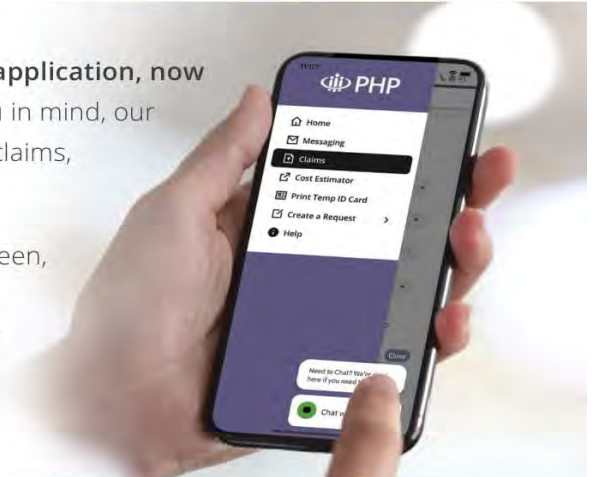 application, now
in mind, our
claims,
een,
PHP
Home
Messaging
Claims
Cost Estimator
Print Temp ID Card
Create a Request
Help
Close
Need to Chat? We're
here if you need
Chat